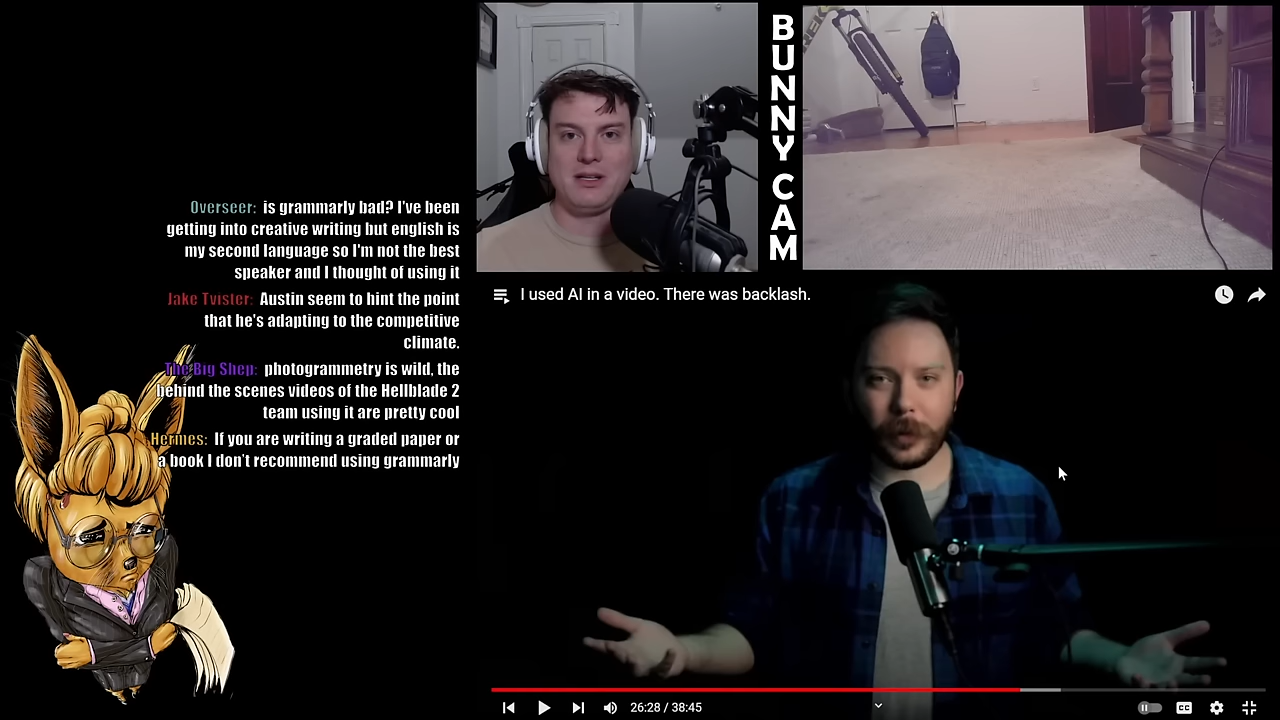 Overseer: is grammarly bad? I've been
getting into creative writing but english is
my second language so I'm not the best
speaker and I thought of using it
Jake Tvister: Austin seem to hint the point
that he's adapting to the competitive
climate.
The Big Shep: photogrammetry is wild, the
behind the scenes videos of the Hellblade 2
team using it are pretty cool
Hermes: If you are writing a graded paper or
a book I don't recommend using grammarly
BUNNY CAM
I used AI in a video. There was backlash.
26:28 / 38:45
CC